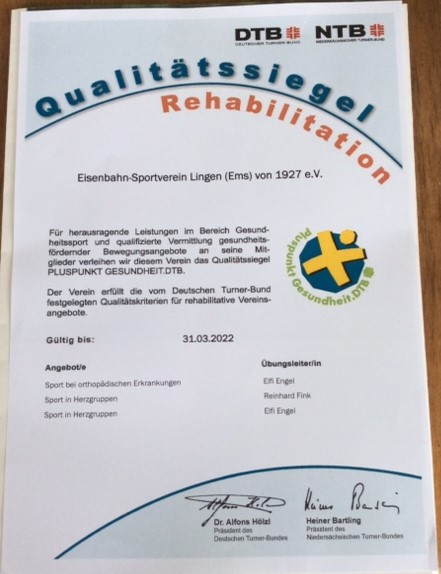 DTB NTB
DEUTSCHER TURNER-BUND NIEDERSÄCHSISCHER TURNER-BUND
Qualitätssiegel
Rehabilitation
Eisenbahn-Sportverein Lingen (Ems) von 1927 e.V.
Für herausragende Leistungen im Bereich Gesund-
heitssport und qualifizierte Vermittlung gesundheits-
fördernder Bewegungsangebote an seine Mit-
glieder verleihen wir diesem Verein das Qualitätssiegel
PLUSPUNKT GESUNDHEIT.DTB.
Pluspunkt Gesundheit.DTB
Der Verein erfüllt die vom Deutschen Turner-Bund
festgelegten Qualitätskriterien für rehabilitative Vereins-
angebote.
Gültig bis: 31.03.2022
Angebot/e Übungsleiter/in
Sport bei orthopädischen Erkrankungen Elfi Engel
Sport in Herzgruppen Reinhard Fink
Sport in Herzgruppen Elfi Engel
Dr. Alfons Hölzl Heiner Bartling
Präsident des Präsident des
Deutschen Turner-Bundes Niedersächsischen Turner-Bundes